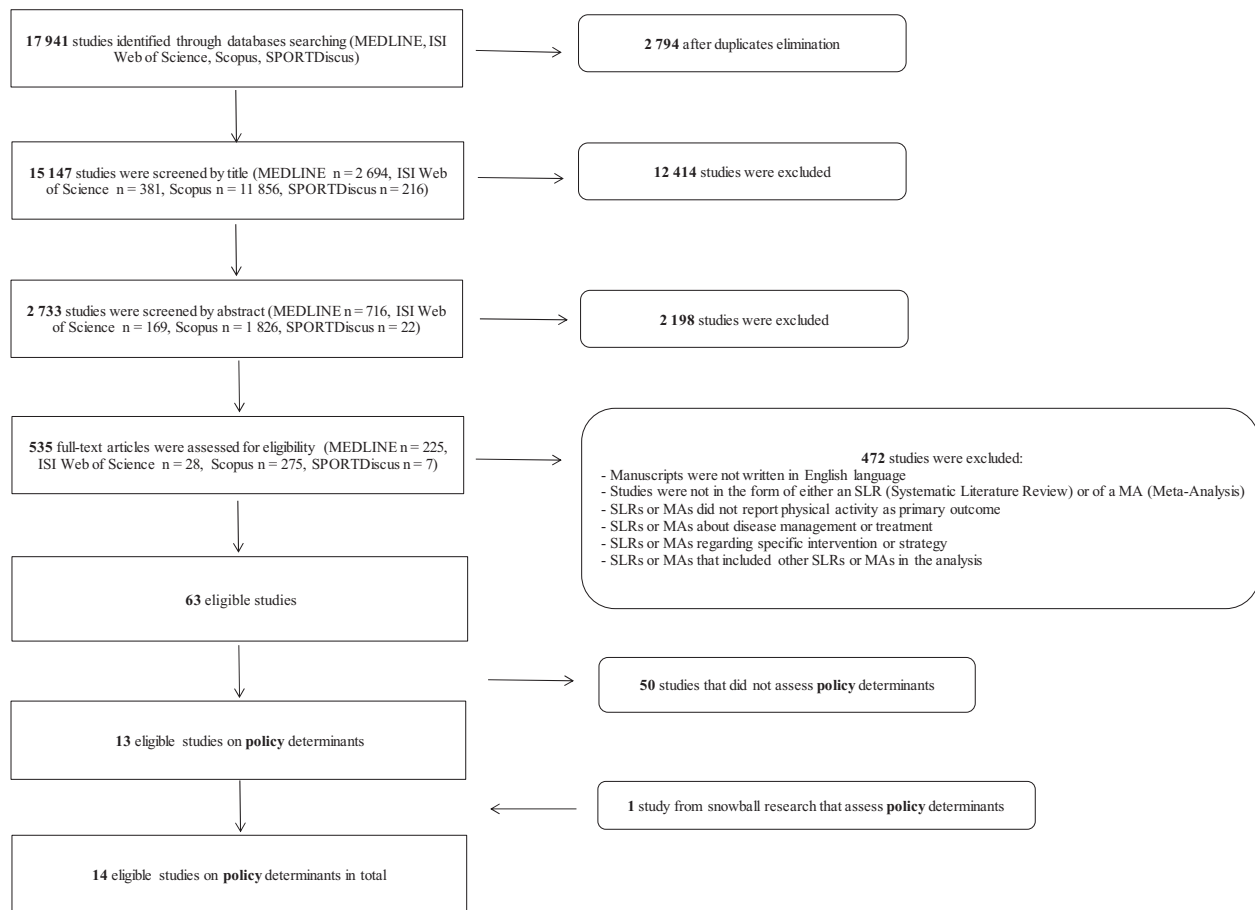 17 941 studies identified through databases searching (MEDLINE, ISI
Web of Science, Scopus, SPORTDiscus)
2 794 after duplicates elimination
15 147 studies were screened by title (MEDLINE n = 2 694, ISI Web
of Science n = 381, Scopus n = 11 856, SPORTDiscus n = 216)
12 414 studies were excluded
2 733 studies were screened by abstract (MEDLINE n = 716, ISI Web
of Science n = 169, Scopus n = 1 826, SPORTDiscus n = 22)
2 198 studies were excluded
535 full-text articles were assessed for eligibility (MEDLINE n = 225,
ISI Web of Science n = 28, Scopus n = 275, SPORTDiscus n = 7)
472 studies were excluded:
- Manuscripts were not written in English language
- Studies were not in the form of either an SLR (Systematic Literature Review) or of a MA (Meta-Analysis)
- SLRs or MAs did not report physical activity as primary outcome
- SLRs or MAs about disease management or treatment
- SLRs or MAs regarding specific intervention or strategy
- SLRs or MAs that included other SLRs or MAs in the analysis
63 eligible studies
50 studies that did not assess policy determinants
13 eligible studies on policy determinants
1 study from snowball research that assess policy determinants
14 eligible studies on policy determinants in total